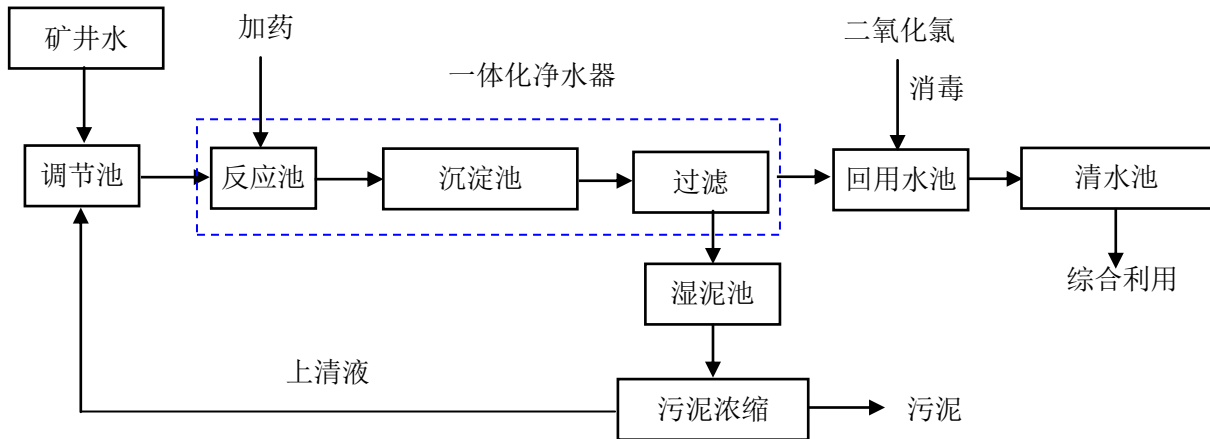 矿井水
加药
二氧化氯
一体化净水器
消毒
调节池
反应池
沉淀池
过滤
回用水池
清水池
湿泥池
综合利用
上清液
污泥浓缩
污泥